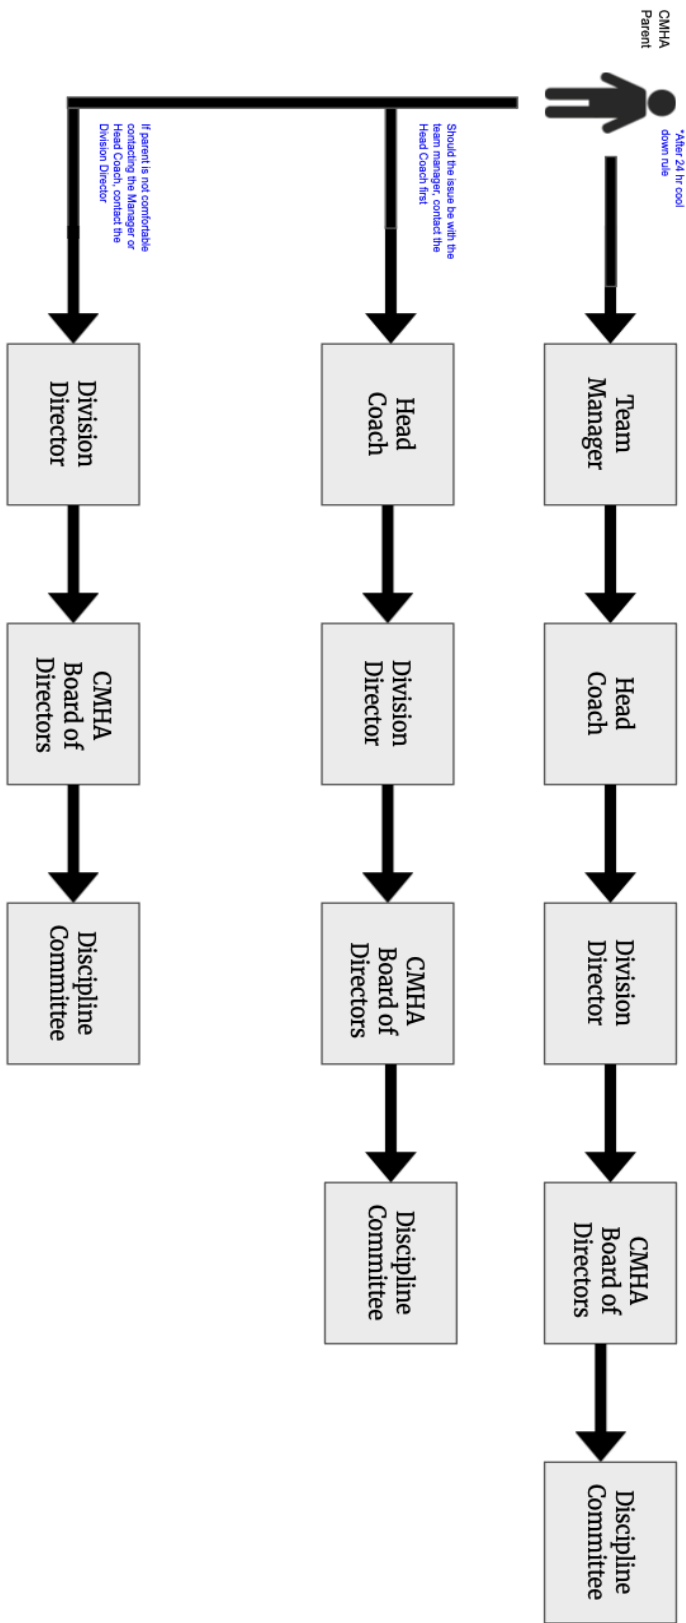 CMHA
Parent
*After 24 hr cool
down rule
Team
Manager
Head
Coach
Division
Director
CMHA
Board of
Directors
Discipline
Committee
Should the issue be with the
team manager, contact the
Head Coach first
Head
Coach
Division
Director
CMHA
Board of
Directors
Discipline
Committee
If parent is not comfortable
contacting the Manager or
Head Coach, contact the
Division Director
Division
Director
CMHA
Board of
Directors
Discipline
Committee